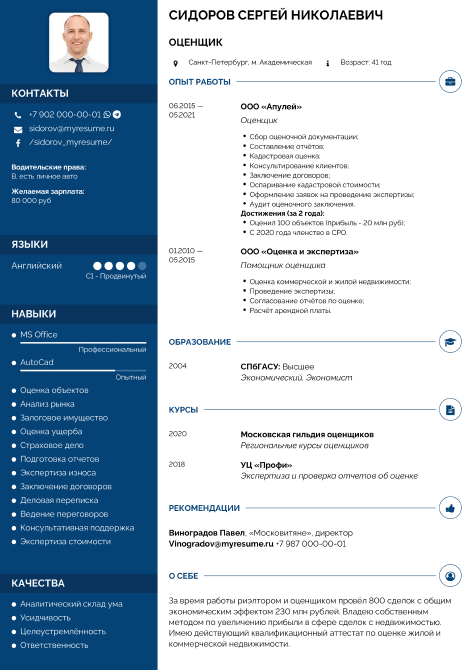 СИДОРОВ СЕРГЕЙ НИКОЛАЕВИЧ
ОЦЕНЩИК
Санкт-Петербург, м. Академическая
Возраст: 41 год
КОНТАКТЫ
+7 902 000-00-01
sidorov@myresume.ru
/sidorov_myresume/
Водительские права:
B, есть личное авто
Желаемая зарплата:
80 000 руб
ЯЗЫКИ
Английский
C1 - Продвинутый
НАВЫКИ
MS Office
Профессиональный
AutoCad
Опытный
Оценка объектов
Анализ рынка
Залоговое имущество
Оценка ущерба
Страховое дело
Подготовка отчетов
Экспертиза износа
Заключение договоров
Деловая переписка
Ведение переговоров
Консультативная поддержка
Экспертиза стоимости
КАЧЕСТВА
Аналитический склад ума
Усидчивость
Целеустремлённость
Ответственность
ОПЫТ РАБОТЫ
06.2015 —
05.2021
ООО «Апулей»
Оценщик
Сбор оценочной документации;
Составление отчётов;
Кадастровая оценка;
Консультирование клиентов;
Заключение договоров;
Оспаривание кадастровой стоимости;
Оформление заявок на проведение экспертизы;
Аудит оценочного заключения.
Достижения (за 2 года):
Оценил 100 объектов (прибыль - 20 млн руб);
С 2020 года членство в СРО.
01.2010 —
05.2015
ООО «Оценка и экспертиза»
Помощник оценщика
Оценка коммерческой и жилой недвижимости;
Проведение экспертизы;
Согласование отчётов по оценке;
Расчёт арендной платы.
ОБРАЗОВАНИЕ
2004
СПбГАСУ: Высшее
Экономический, Экономист
КУРСЫ
2020
Московская гильдия оценщиков
Региональные курсы оценщиков
2018
УЦ «Профи»
Экспертиза и проверка отчетов об оценке
РЕКОМЕНДАЦИИ
Виноградов Павел, «Московитяне», директор
Vinogradov@myresume.ru +7 987 000-00-01
О СЕБЕ
За время работы риэлтором и оценщиком провёл 800 сделок с общим
экономическим эффектом 230 млн рублей. Владею собственным
методом по увеличению прибыли в сфере сделок с недвижимостью.
Имею действующий квалификационный аттестат по оценке жилой и
коммерческой недвижимости.